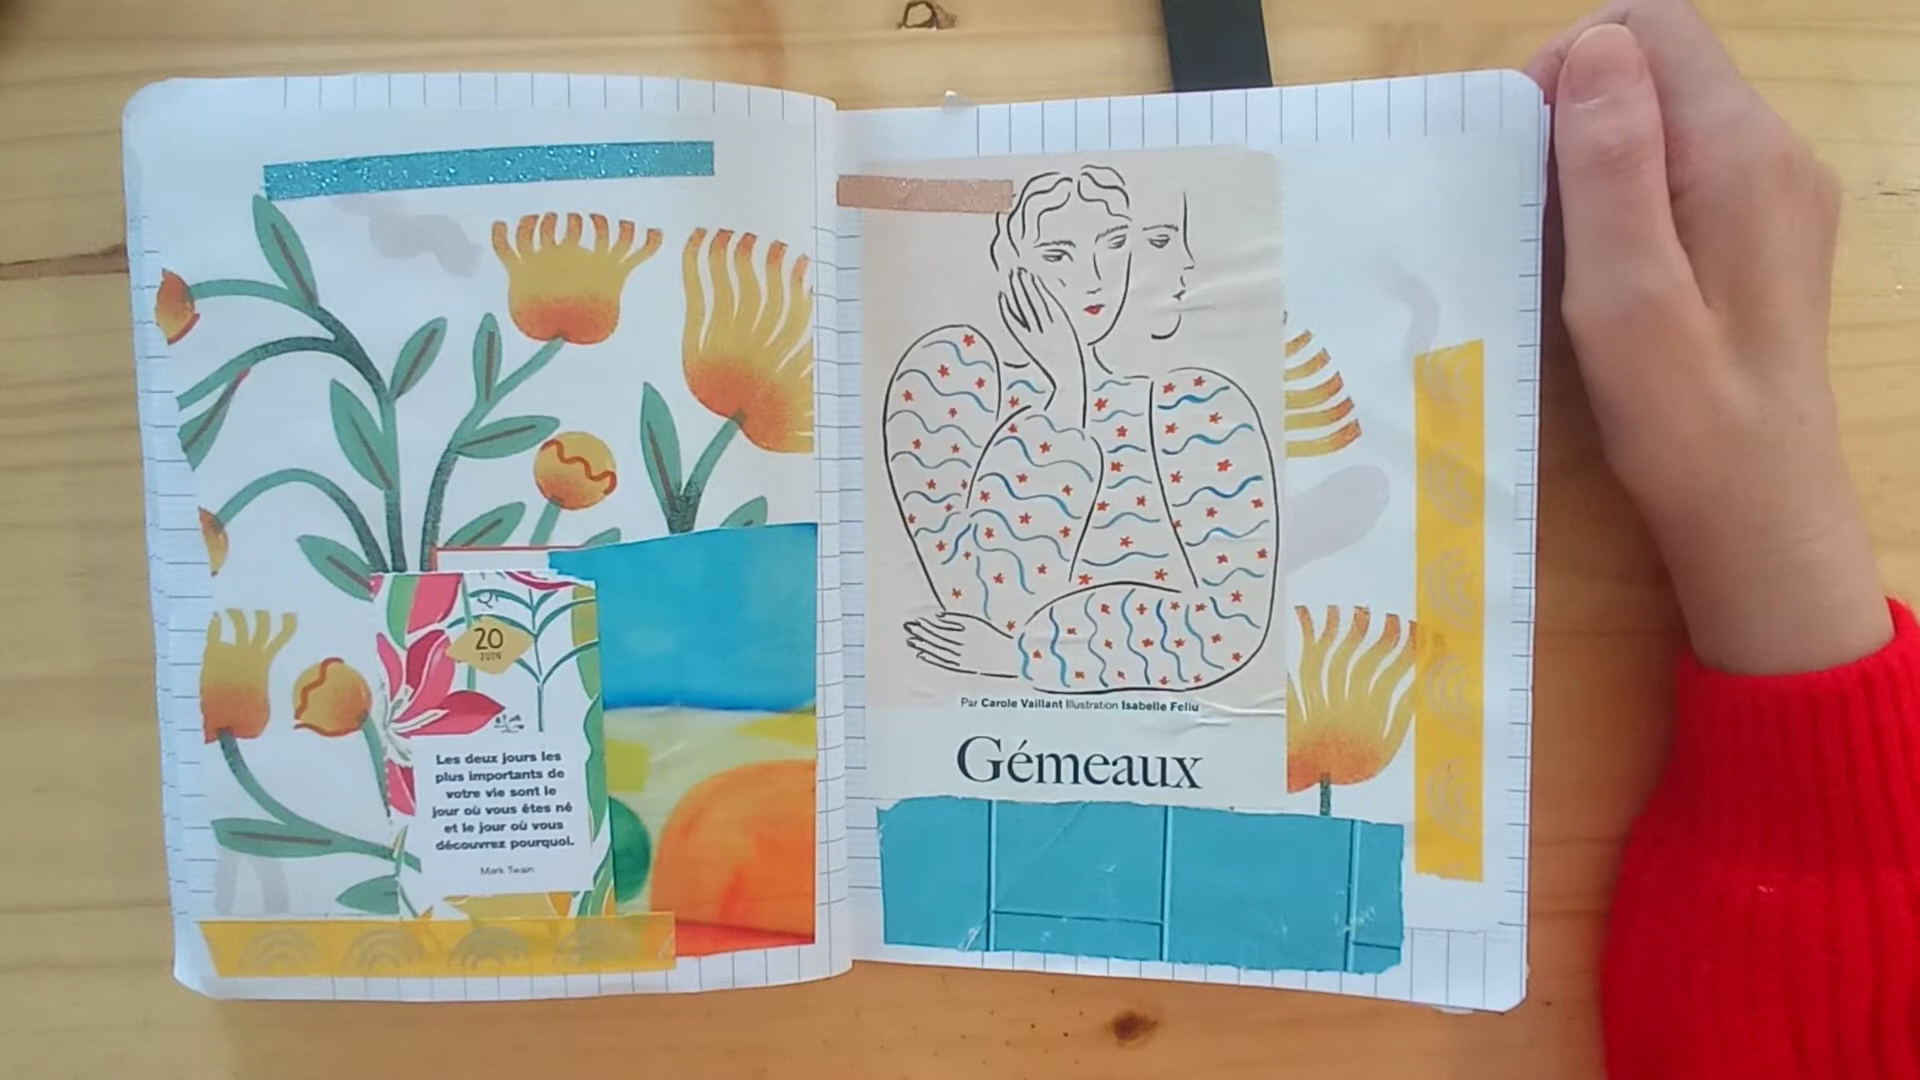 20
JUIN
Les deux jours les
plus importants de
votre vie sont le
jour où vous êtes né
et le jour où vous
découvrez pourquoi.
Mark Twain
Par Carole Vaillant Illustration Isabelle Feliu
Gémeaux